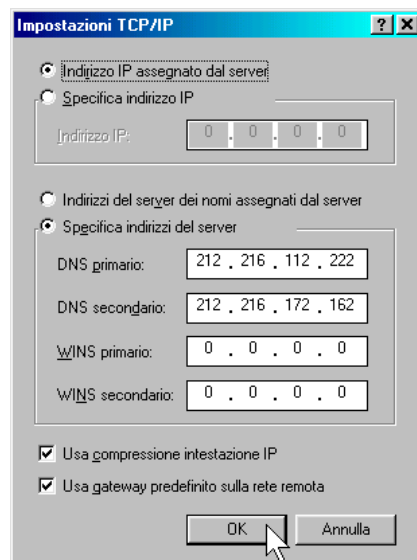 Impostazioni TCP/IP
Indirizzo IP assegnato dal server
Specifica indirizzo IP
Indirizzo IP: 0 . 0 . 0 . 0
Indirizzi del server dei nomi assegnati dal server
Specifica indirizzi del server
DNS primario: 212 . 216 . 112 . 222
DNS secondario: 212 . 216 . 172 . 162
WINS primario: 0 . 0 . 0 . 0
WINS secondario: 0 . 0 . 0 . 0
Usa compressione intestazione IP
Usa gateway predefinito sulla rete remota
OK Annulla